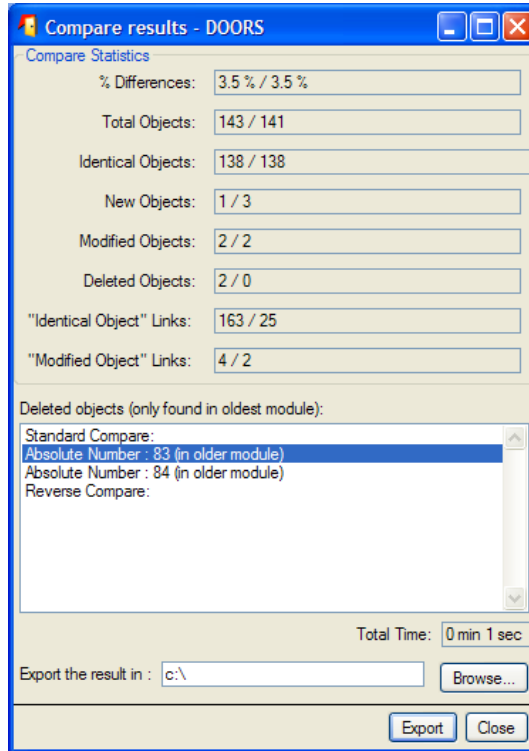 Compare results - DOORS
Compare Statistics
% Differences: 3.5 % / 3.5 %
Total Objects: 143 / 141
Identical Objects: 138 / 138
New Objects: 1 / 3
Modified Objects: 2 / 2
Deleted Objects: 2 / 0
"Identical Object" Links: 163 / 25
"Modified Object" Links: 4 / 2
Deleted objects (only found in oldest module):
Standard Compare:
Absolute Number : 83 (in older module)
Absolute Number : 84 (in older module)
Reverse Compare:
Total Time: 0 min 1 sec
Export the result in : c:\ Browse...
Export Close